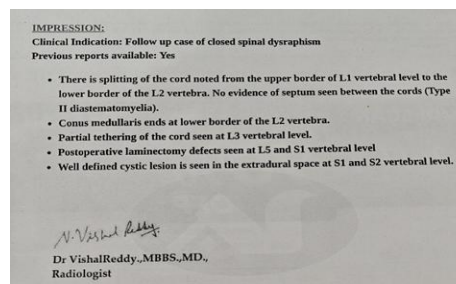 IMPRESSION:
Clinical Indication: Follow up case of closed spinal dysraphism
Previous reports available: Yes
• There is splitting of the cord noted from the upper border of L1 vertebral level to the
lower border of the L2 vertebra. No evidence of septum seen between the cords (Type
II diastematomyelia).
• Conus medullaris ends at lower border of the L2 vertebra.
• Partial tethering of the cord seen at L3 vertebral level.
• Postoperative laminectomy defects seen at L5 and S1 vertebral level
• Well defined cystic lesion is seen in the extradural space at S1 and S2 vertebral level.
N. Vishal Reddy.
Dr VishalReddy.,MBBS.,MD.,
Radiologist